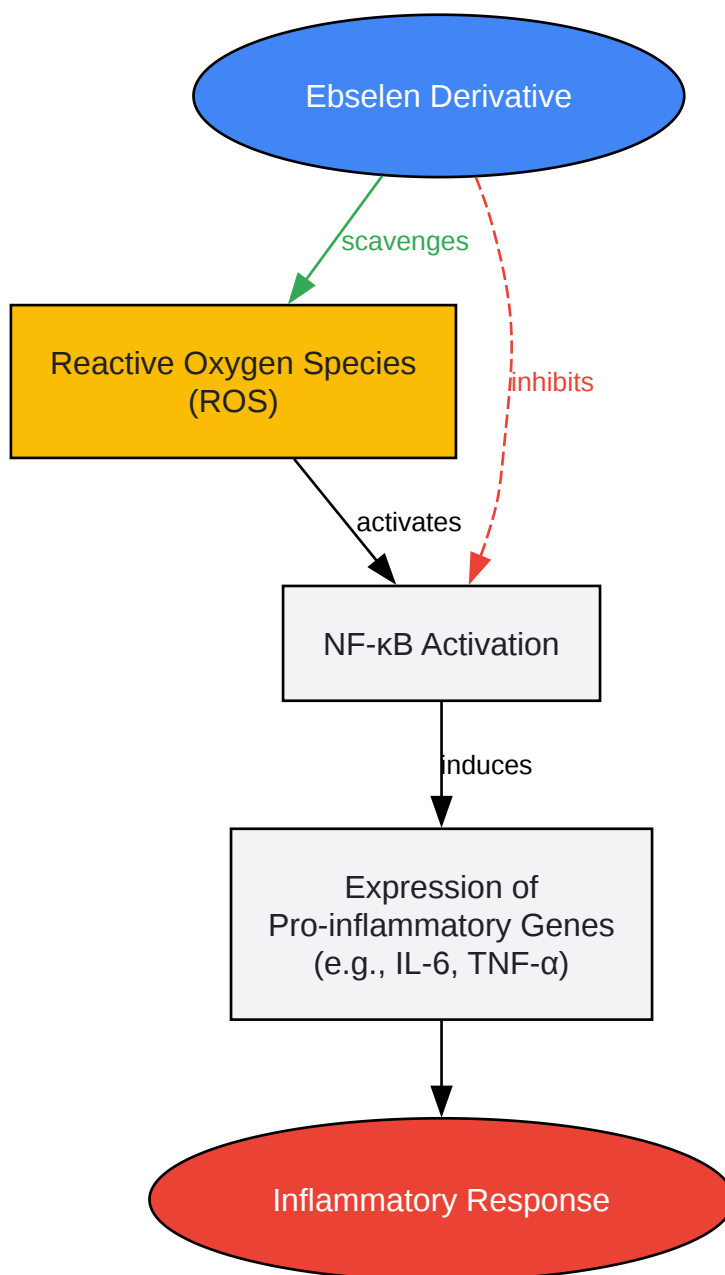 Ebselen Derivative
scavenges
Reactive Oxygen Species
(ROS)
inhibits
activates
NF-κB Activation
induces
Expression of
Pro-inflammatory Genes
(e.g., IL-6, TNF-α)
Inflammatory Response